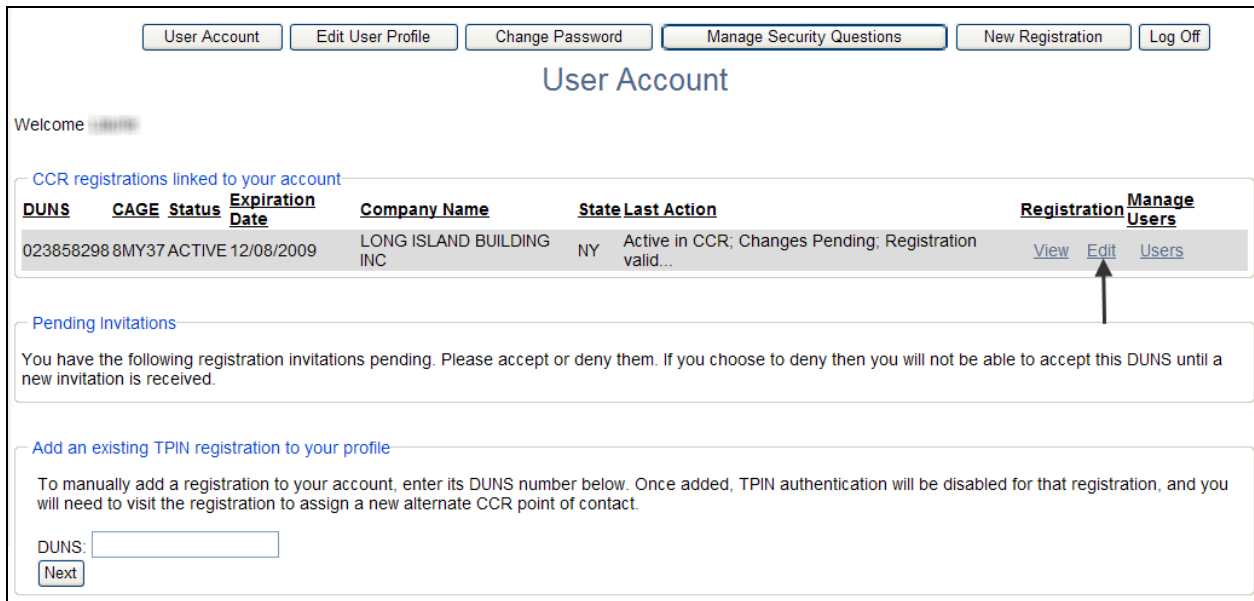 User Account Edit User Profile Change Password Manage Security Questions New Registration Log Off
User Account
Welcome
CCR registrations linked to your account
DUNS CAGE Status Expiration Date Company Name State Last Action Registration Manage Users
023858298 8MY37 ACTIVE 12/08/2009 LONG ISLAND BUILDING INC NY Active in CCR; Changes Pending; Registration valid... View Edit Users
Pending Invitations
You have the following registration invitations pending. Please accept or deny them. If you choose to deny then you will not be able to accept this DUNS until a
new invitation is received.
Add an existing TPIN registration to your profile
To manually add a registration to your account, enter its DUNS number below. Once added, TPIN authentication will be disabled for that registration, and you
will need to visit the registration to assign a new alternate CCR point of contact.
DUNS:
Next